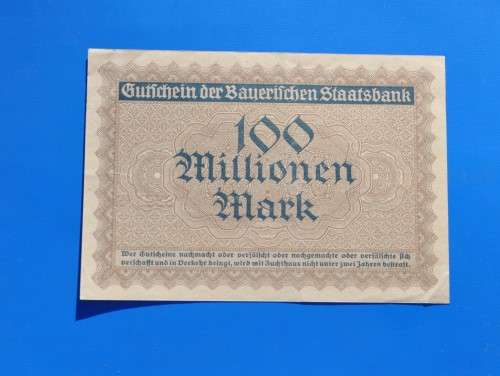 Gutschein der Bayerischen Staatsbank
100
Millionen
Mark
Wer Gutscheine nachmacht oder verfälscht oder nachgemachte oder verfälschte sich
verschafft und in Verkehr bringt, wird mit Zuchthaus nicht unter zwei Jahren bestraft.